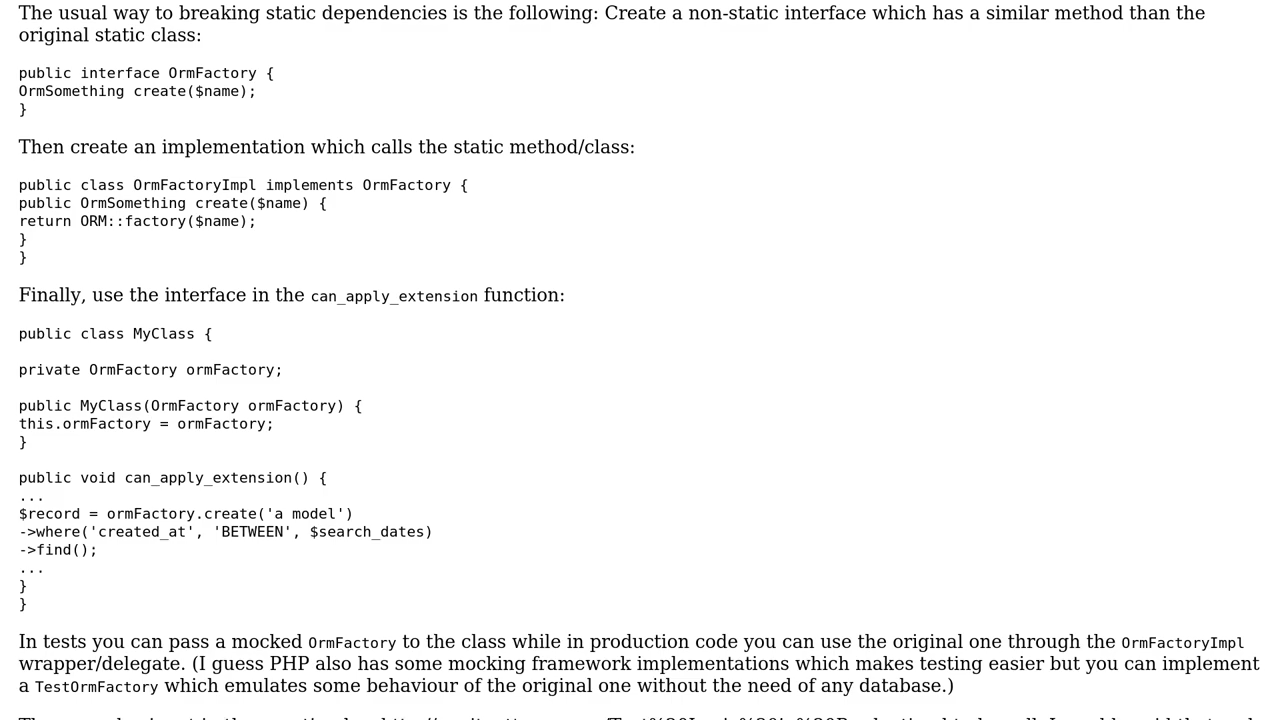 The usual way to breaking static dependencies is the following: Create a non-static interface which has a similar method than the
original static class:
public interface OrmFactory {
OrmSomething create($name);
}
Then create an implementation which calls the static method/class:
public class OrmFactoryImpl implements OrmFactory {
public OrmSomething create($name) {
return ORM::factory($name);
}
}
Finally, use the interface in the can_apply_extension function:
public class MyClass {
private OrmFactory ormFactory;
public MyClass(OrmFactory ormFactory) {
this.ormFactory = ormFactory;
}
public void can_apply_extension() {
...
$record = ormFactory.create('a model')
->where('created_at', 'BETWEEN', $search_dates)
->find();
...
}
}
In tests you can pass a mocked OrmFactory to the class while in production code you can use the original one through the OrmFactoryImpl
wrapper/delegate. (I guess PHP also has some mocking framework implementations which makes testing easier but you can implement
a TestOrmFactory which emulates some behaviour of the original one without the need of any database.)